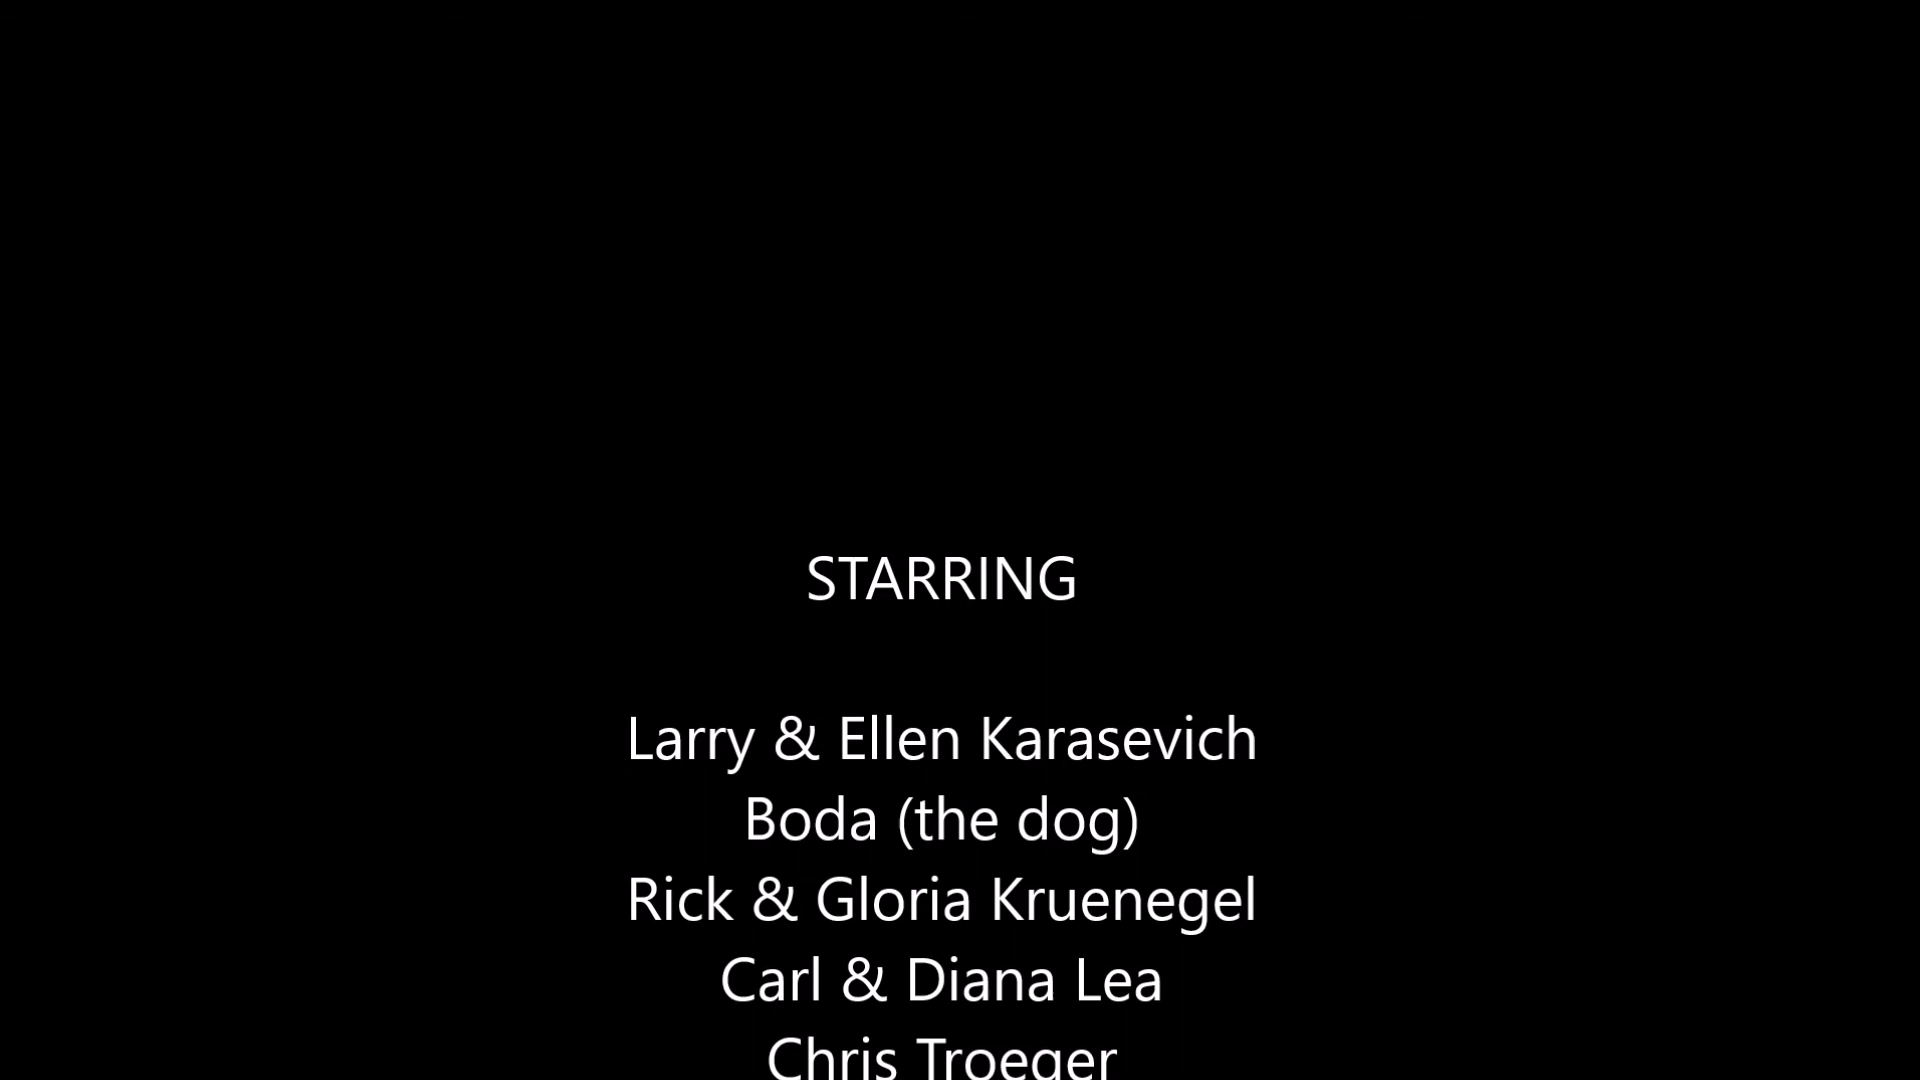 STARRING
Larry & Ellen Karasevich
Boda (the dog)
Rick & Gloria Kruenegel
Carl & Diana Lea
Chris Troeger